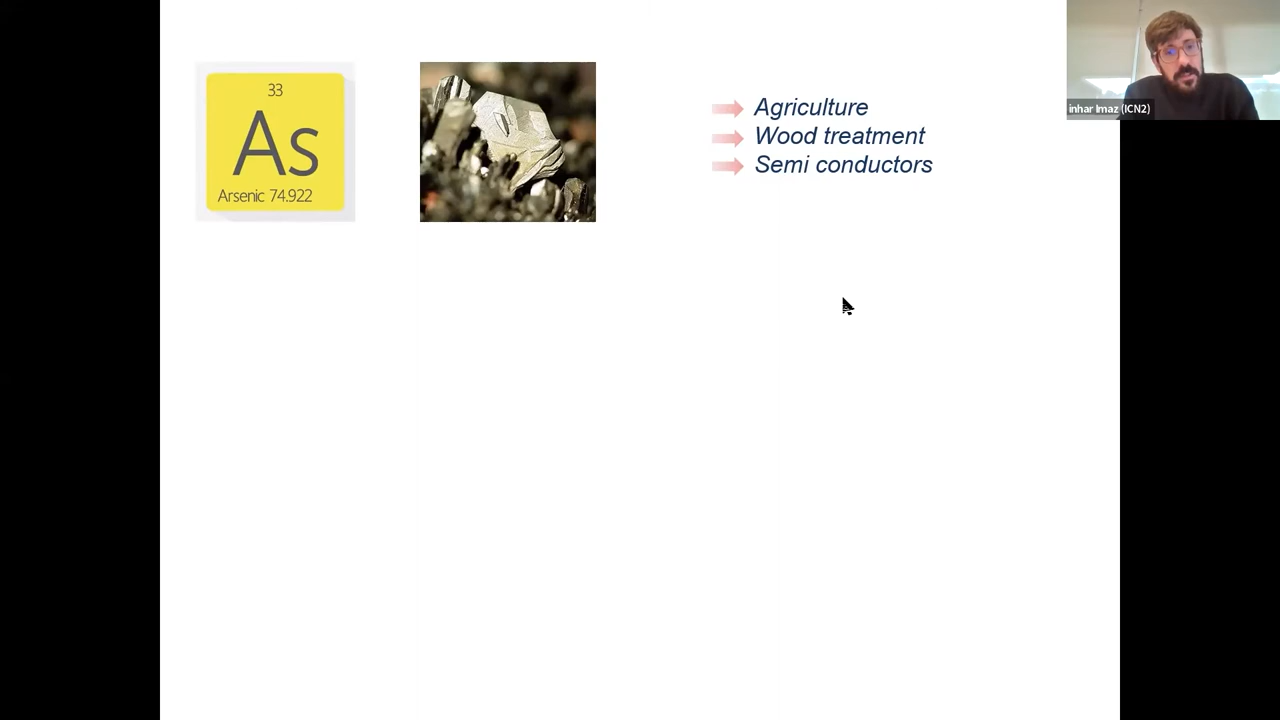 33
As
Arsenic 74.922
Agriculture
Wood treatment
Semi conductors
inhar Imaz (ICN2)